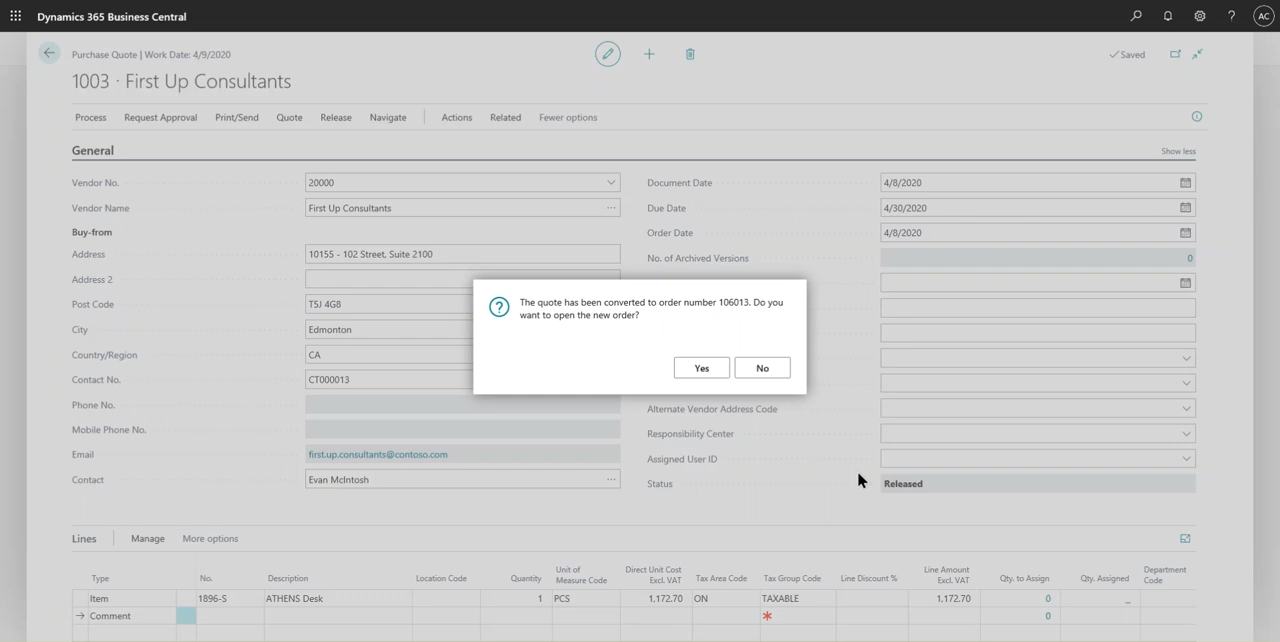 Dynamics 365 Business Central
AC
Purchase Quote | Work Date: 4/9/2020
Saved
1003 · First Up Consultants
Process Request Approval Print/Send Quote Release Navigate Actions Related Fewer options
General
Show less
Vendor No. 20000
Document Date 4/8/2020
Vendor Name First Up Consultants
Due Date 4/30/2020
Buy-from
Order Date 4/8/2020
Address 10155 - 102 Street, Suite 2100
No. of Archived Versions 0
Address 2
Post Code T5J 4G8
City Edmonton
Country/Region CA
Contact No. CT000013
The quote has been converted to order number 106013. Do you
want to open the new order?
Yes No
Phone No.
Alternate Vendor Address Code
Mobile Phone No.
Responsibility Center
Email first.up.consultants@contoso.com
Assigned User ID
Contact Evan McIntosh
Status Released
Lines Manage More options
Type No. Description Location Code Quantity Unit of Measure Code Direct Unit Cost Excl. VAT Tax Area Code Tax Group Code Line Discount % Line Amount Excl. VAT Qty. to Assign Qty. Assigned Department Code
Item 1896-S ATHENS Desk 1 PCS 1,172.70 ON TAXABLE 1,172.70 0 _
Comment * 0